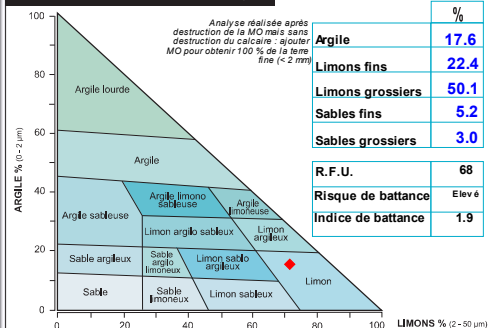 Analyse réalisée après
destruction de la MO mais sans
destruction du calcaire : ajouter
MO pour obtenir 100 % de la terre
fine (< 2 mm)
%
Argile 17.6
Limons fins 22.4
Limons grossiers 50.1
Sables fins 5.2
Sables grossiers 3.0
R.F.U. 68
Risque de battance Elevé
Indice de battance 1.9
ARGILE % (0 - 2 µm)
100
80
60
40
20
0
Argile lourde
Argile
Argile limono
sableuse
Argile
limoneuse
Argile sableuse
Limon argilo sableux
Limon
argileux
Sable argileux
Sable
argilo
limoneux
Limon sablo
argileux
Limon
Sable
Sable
limoneux
Limon sableux
0 20 40 60 80 100
LIMONS % (2 - 50 µm)